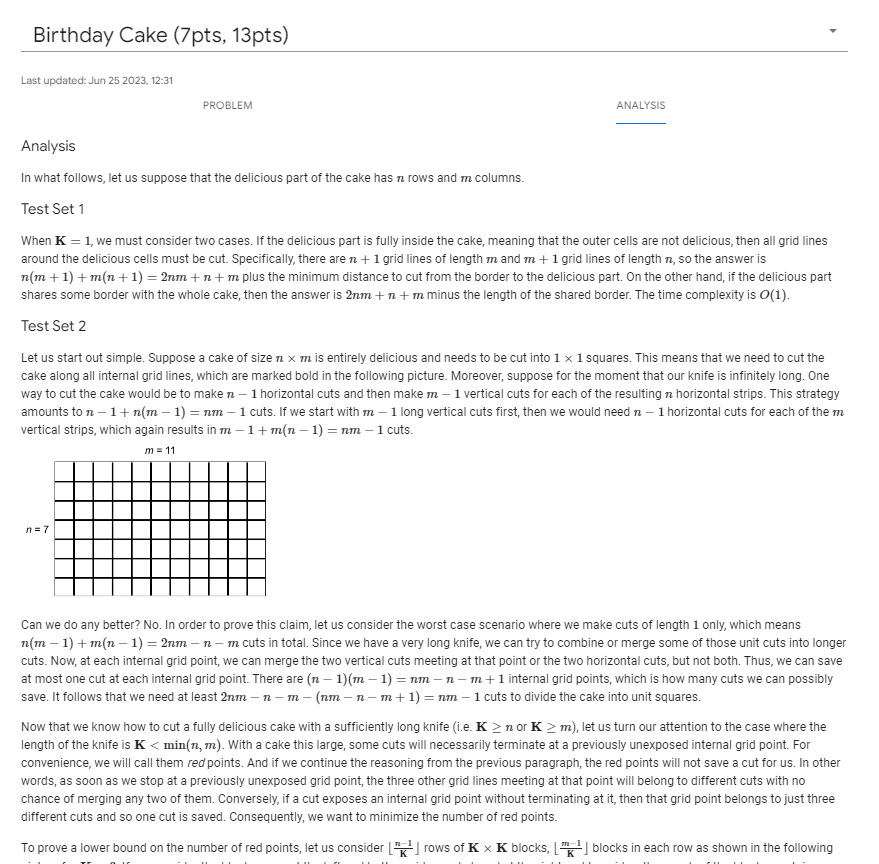 Birthday Cake (7pts, 13pts)
Last updated: Jun 25 2023, 12:31
PROBLEM
ANALYSIS
Analysis
In what follows, let us suppose that the delicious part of the cake has n rows and m columns.
Test Set 1
When K = 1, we must consider two cases. If the delicious part is fully inside the cake, meaning that the outer cells are not delicious, then all grid lines
around the delicious cells must be cut. Specifically, there are n + 1 grid lines of length m and m + 1 grid lines of length n, so the answer is
n(m + 1) + m(n + 1) = 2nm + n + m plus the minimum distance to cut from the border to the delicious part. On the other hand, if the delicious part
shares some border with the whole cake, then the answer is 2nm + n + m minus the length of the shared border. The time complexity is O(1).
Test Set 2
Let us start out simple. Suppose a cake of size n × m is entirely delicious and needs to be cut into 1 × 1 squares. This means that we need to cut the
cake along all internal grid lines, which are marked bold in the following picture. Moreover, suppose for the moment that our knife is infinitely long. One
way to cut the cake would be to make n − 1 horizontal cuts and then make m − 1 vertical cuts for each of the resulting n horizontal strips. This strategy
amounts to n − 1 + n(m − 1) = nm − 1 cuts. If we start with m − 1 long vertical cuts first, then we would need n − 1 horizontal cuts for each of the m
vertical strips, which again results in m − 1 + m(n − 1) = nm − 1 cuts.
m = 11
n = 7
Can we do any better? No. In order to prove this claim, let us consider the worst case scenario where we make cuts of length 1 only, which means
n(m − 1) + m(n − 1) = 2nm − n − m cuts in total. Since we have a very long knife, we can try to combine or merge some of those unit cuts into longer
cuts. Now, at each internal grid point, we can merge the two vertical cuts meeting at that point or the two horizontal cuts, but not both. Thus, we can save
at most one cut at each internal grid point. There are (n − 1)(m − 1) = nm − n − m + 1 internal grid points, which is how many cuts we can possibly
save. It follows that we need at least 2nm − n − m − (nm − n − m + 1) = nm − 1 cuts to divide the cake into unit squares.
Now that we know how to cut a fully delicious cake with a sufficiently long knife (i.e. K ≥ n or K ≥ m), let us turn our attention to the case where the
length of the knife is K < min(n, m). With a cake this large, some cuts will necessarily terminate at a previously unexposed internal grid point. For
convenience, we will call them red points. And if we continue the reasoning from the previous paragraph, the red points will not save a cut for us. In other
words, as soon as we stop at a previously unexposed grid point, the three other grid lines meeting at that point will belong to different cuts with no
chance of merging any two of them. Conversely, if a cut exposes an internal grid point without terminating at it, then that grid point belongs to just three
different cuts and so one cut is saved. Consequently, we want to minimize the number of red points.
To prove a lower bound on the number of red points, let us consider ⌊(n−1)/K⌋ rows of K × K blocks, ⌊(m−1)/K⌋ blocks in each row as shown in the following